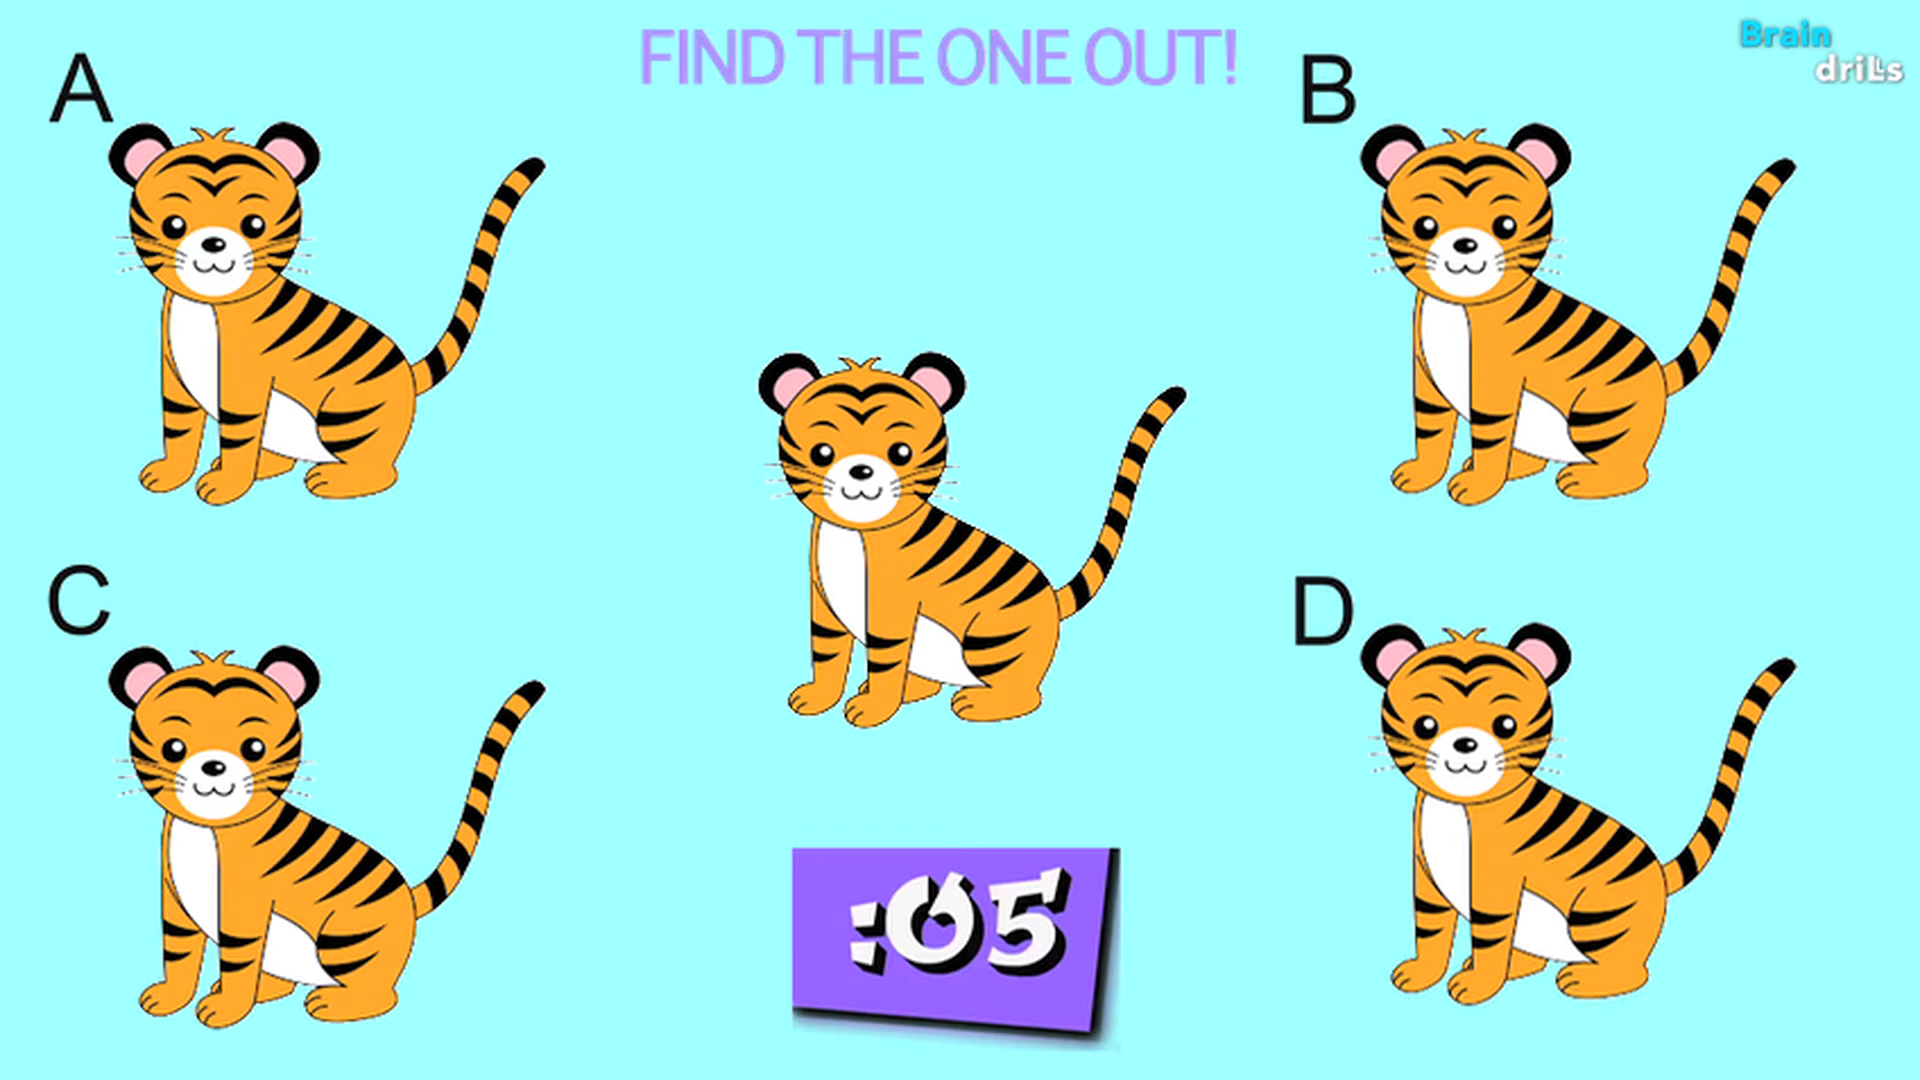 FIND THE ONE OUT!
Brain
drills
A
B
C
D
:05